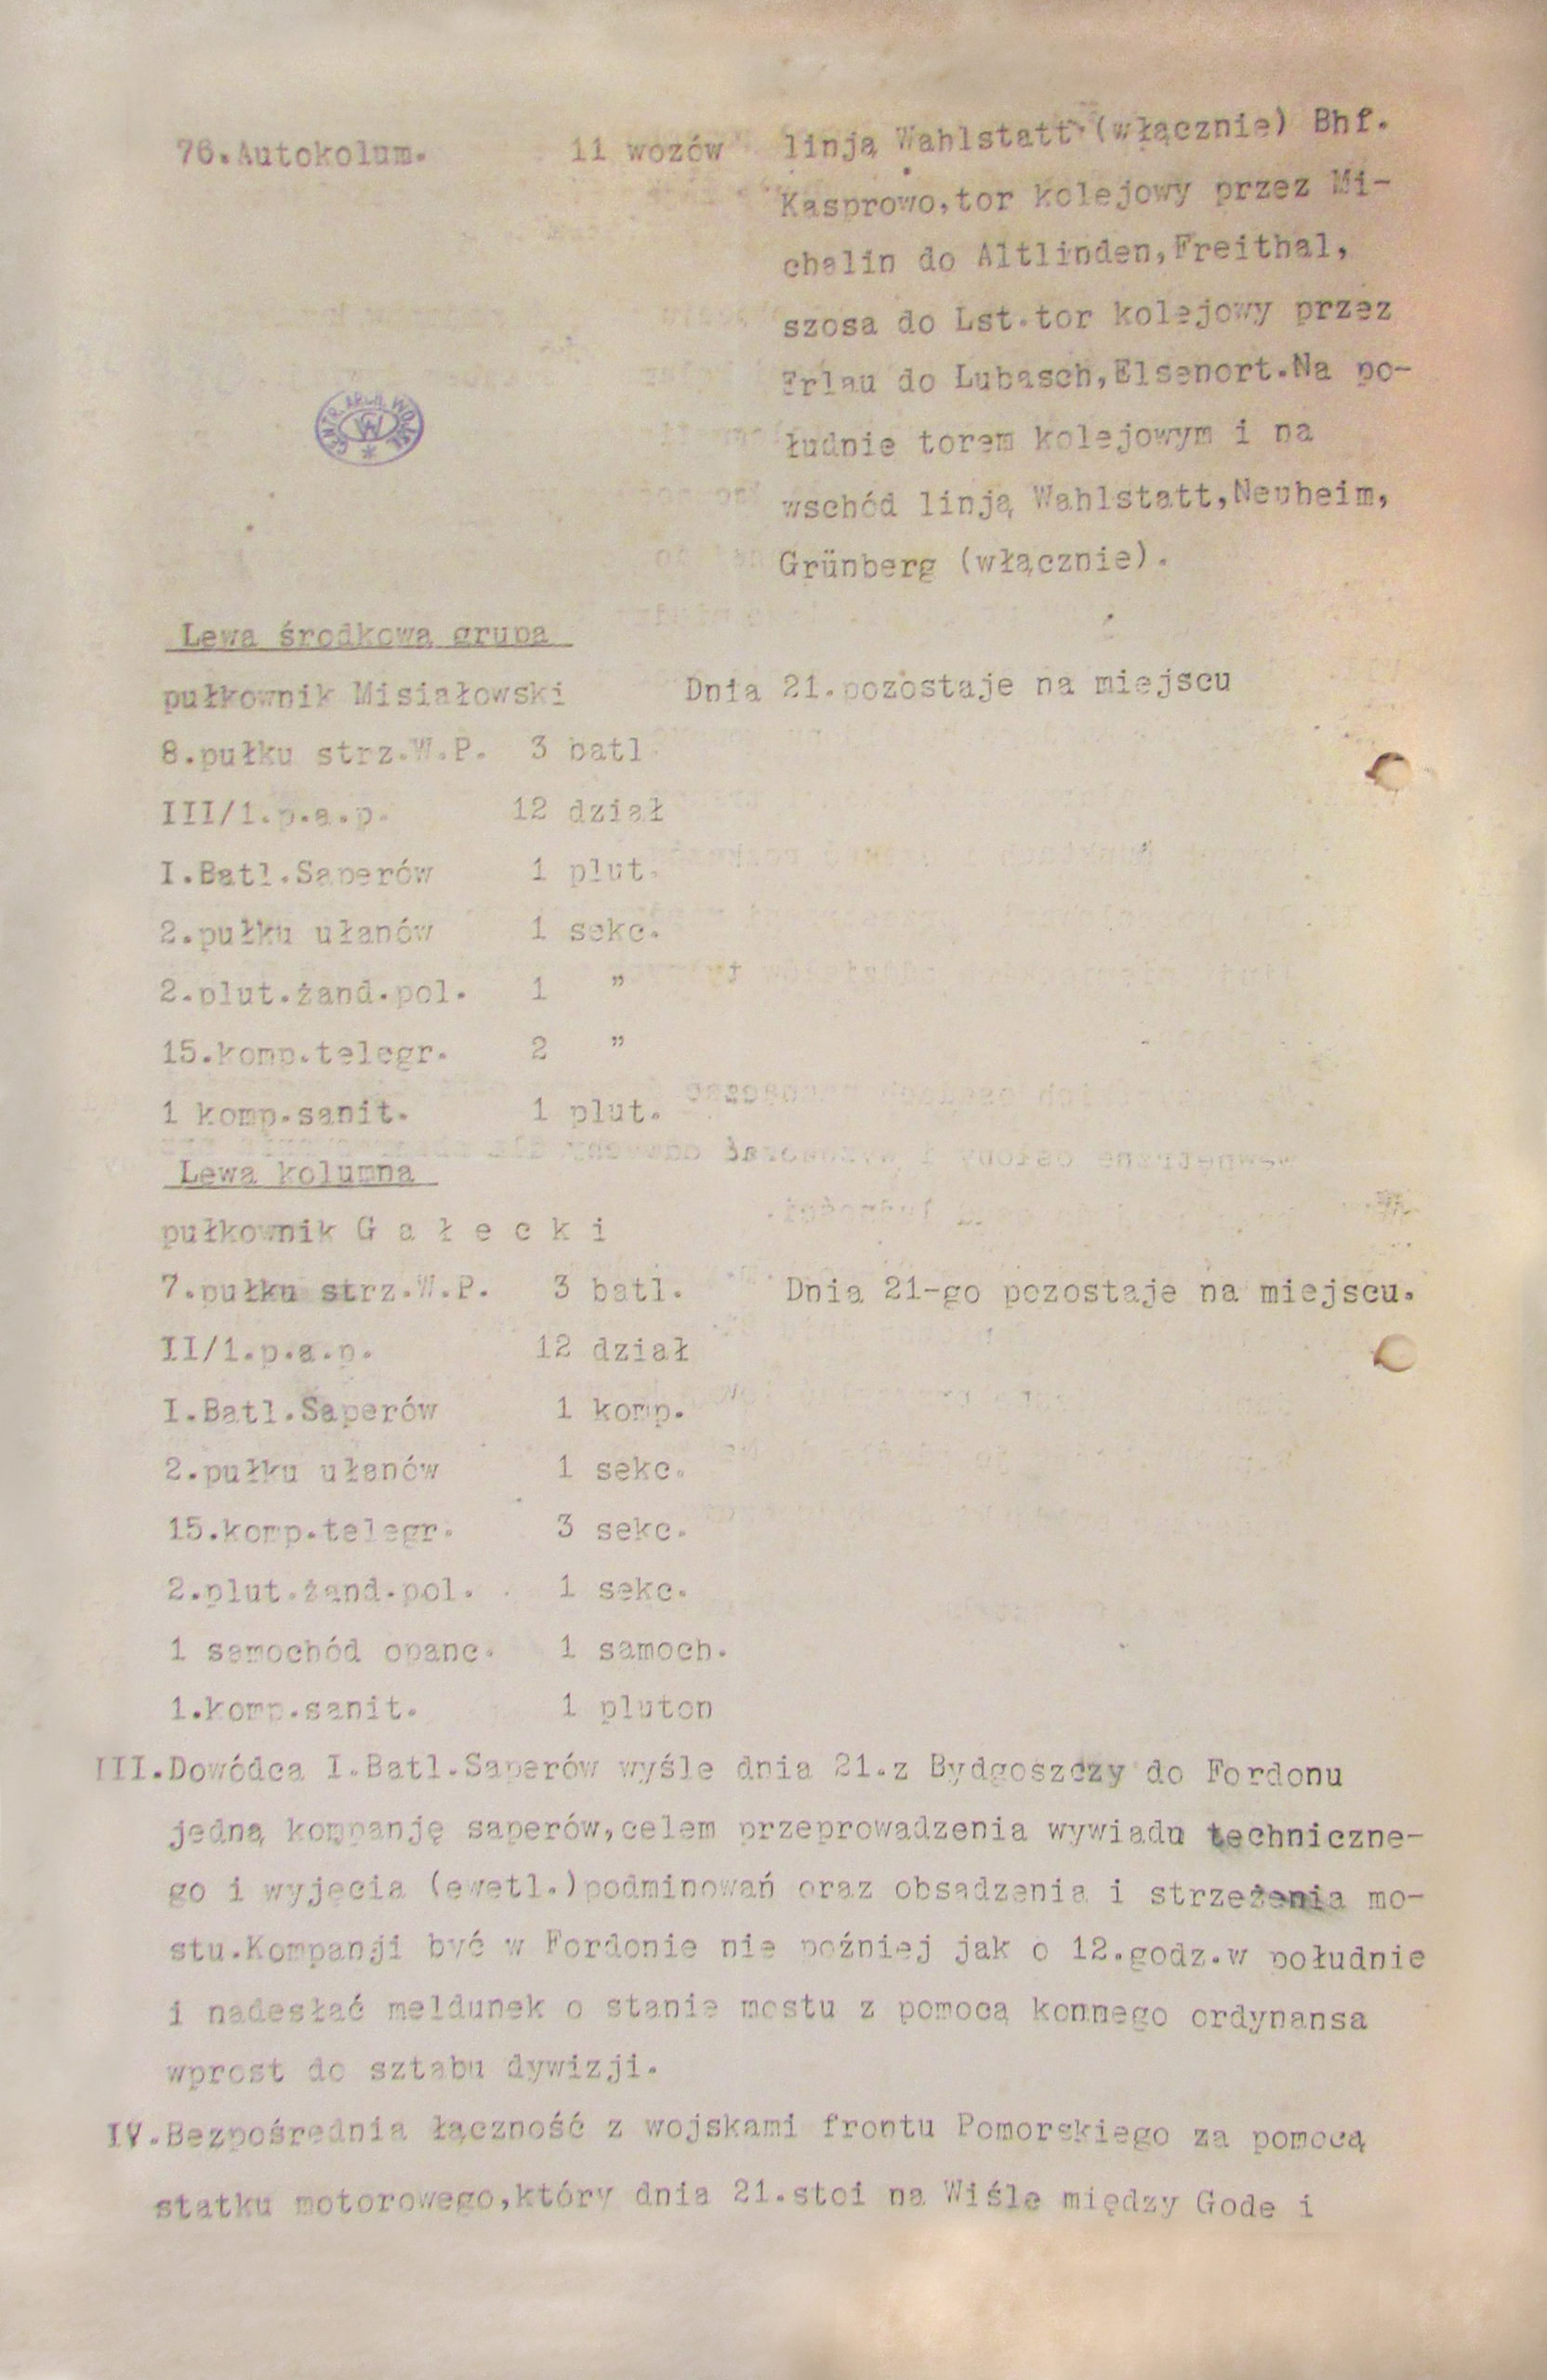 76.Autokolum. 11 wozów linją Wahlstatt (włącznie) Bhf.
Kasprowo,tor kolejowy przez Mi-
chalin do Altlinden,Freithal,
szosa do Lst.tor kolejowy przez
Erlau do Lubasch,Elsenort.Na po-
łudnie torem kolejowym i na
wschód linją Wahlstatt,Neuheim,
Grünberg (włącznie).
Lewa środkowa grupa
pułkownik Misiałowski Dnia 21.pozostaje na miejscu
8.pułku strz.W.P. 3 batl
III/1.p.a.p. 12 dział
I.Batl.Saperów 1 plut.
2.pułku ułanów 1 sekc.
2.plut.żand.pol. 1 "
15.komp.telegr. 2 "
1 komp.sanit. 1 plut.
Lewa kolumna
pułkownik G a ł e c k i
7.pułku strz.W.P. 3 batl. Dnia 21-go pozostaje na miejscu.
II/1.p.a.p. 12 dział
I.Batl.Saperów 1 komp.
2.pułku ułanów 1 sekc.
15.komp.telegr. 3 sekc.
2.plut.żand.pol. 1 sekc.
1 samochód opanc. 1 samoch.
1.komp.sanit. 1 pluton
III.Dowódca I.Batl.Saperów wyśle dnia 21.z Bydgoszczy do Fordonu
jedną kompanję saperów,celem przeprowadzenia wywiadu techniczne-
go i wyjęcia (ewetl.)podminowań oraz obsadzenia i strzeżenia mo-
stu.Kompanji być w Fordonie nie poźniej jak o 12.godz.w południe
i nadesłać meldunek o stanie mostu z pomocą konnego ordynansa
wprost do sztabu dywizji.
IV.Bezpośrednia łączność z wojskami frontu Pomorskiego za pomocą
statku motorowego,który dnia 21.stoi na Wiśle między Gode i